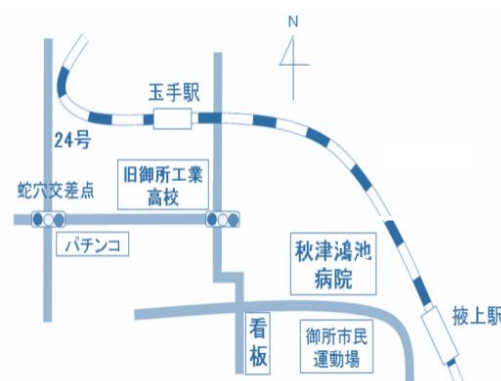 N
玉手駅
24号
旧御所工業
高校
蛇穴交差点
パチンコ
秋津鴻池
病院
掖上駅
看
板
御所市民
運動場